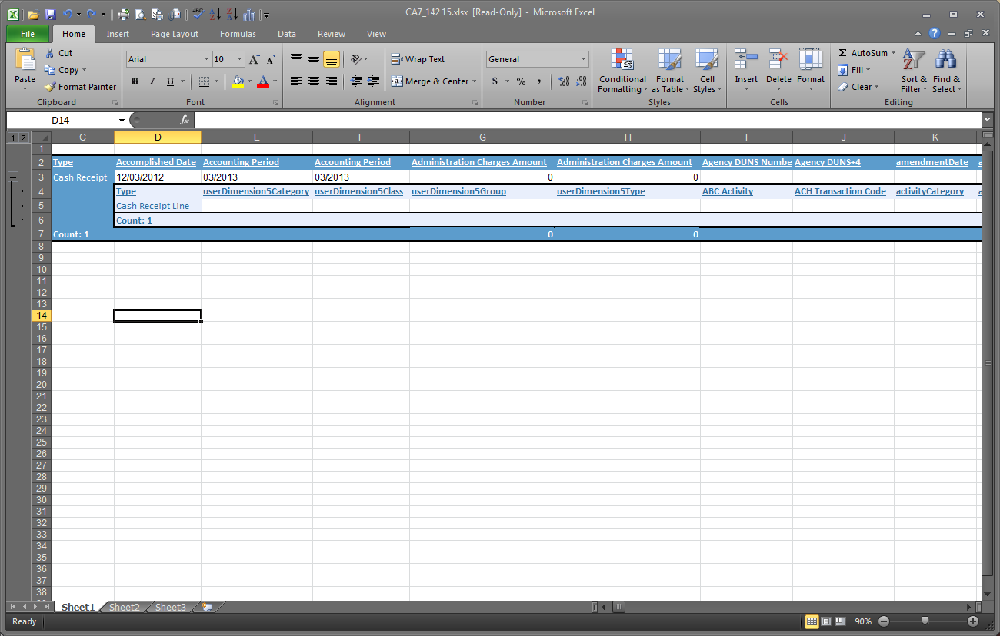 CA7_142 15.xlsx [Read-Only] - Microsoft Excel
File Home Insert Page Layout Formulas Data Review View
Paste Cut Copy Format Painter
Clipboard
Arial 10 A A
B I U A
Font
Wrap Text
Merge & Center
Alignment
General
$ % , .0 .00 .00 .0
Number
Conditional Formatting Format as Table Cell Styles
Styles
Insert Delete Format
Cells
Σ AutoSum Fill Clear Sort & Filter Find & Select
Editing
D14 fx
1 2 C D E F G H I J K
1
2 Type Accomplished Date Accounting Period Accounting Period Administration Charges Amount Administration Charges Amount Agency DUNS Numbe Agency DUNS+4 amendmentDate
3 Cash Receipt 12/03/2012 03/2013 03/2013 0 0
4 Type userDimension5Category userDimension5Class userDimension5Group userDimension5Type ABC Activity ACH Transaction Code activityCategory
5 Cash Receipt Line
6 Count: 1
7 Count: 1 0 0
8
9
10
11
12
13
14
15
16
17
18
19
20
21
22
23
24
25
26
27
28
29
30
31
32
33
34
35
36
37
38
Sheet1 Sheet2 Sheet3
Ready 90%